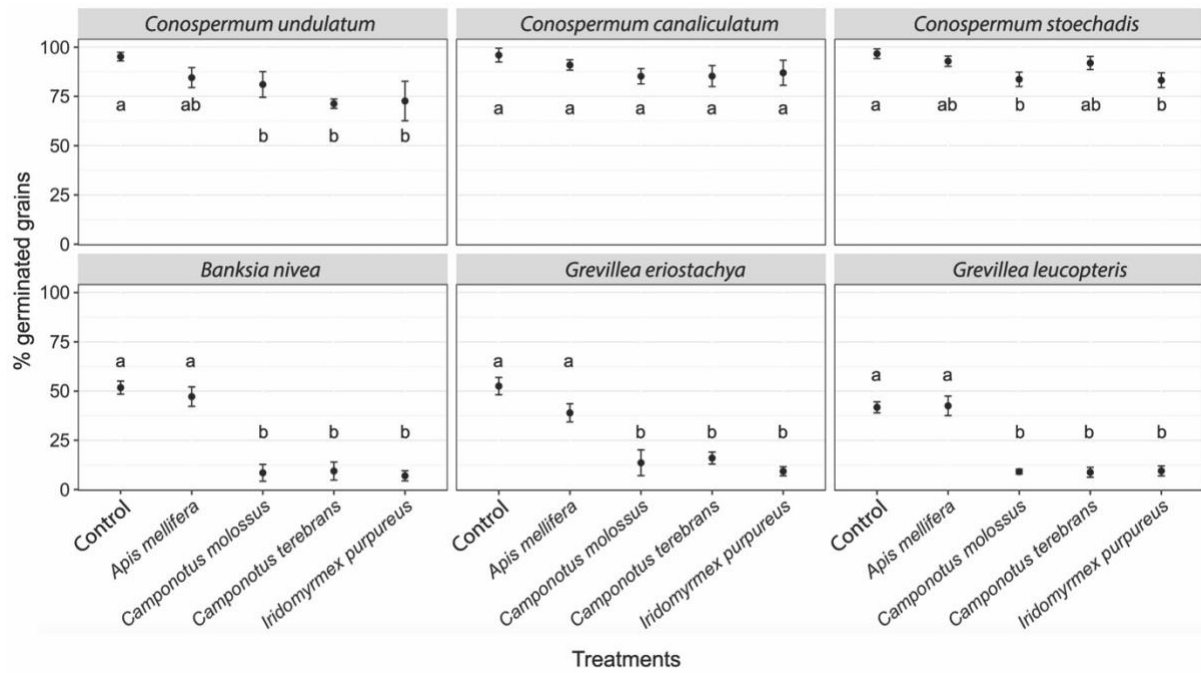 Conospermum undulatum Conospermum canaliculatum Conospermum stoechadis
100
75
50
25
0
a ab b b b
a a a a a
a ab b ab b
Banksia nivea Grevillea eriostachya Grevillea leucopteris
100
75
50
25
0
a a b b b
a a b b b
a a b b b
% germinated grains
Control Apis mellifera Camponotus molossus Camponotus terebrans Iridomyrmex purpureus
Control Apis mellifera Camponotus molossus Camponotus terebrans Iridomyrmex purpureus
Control Apis mellifera Camponotus molossus Camponotus terebrans Iridomyrmex purpureus
Treatments